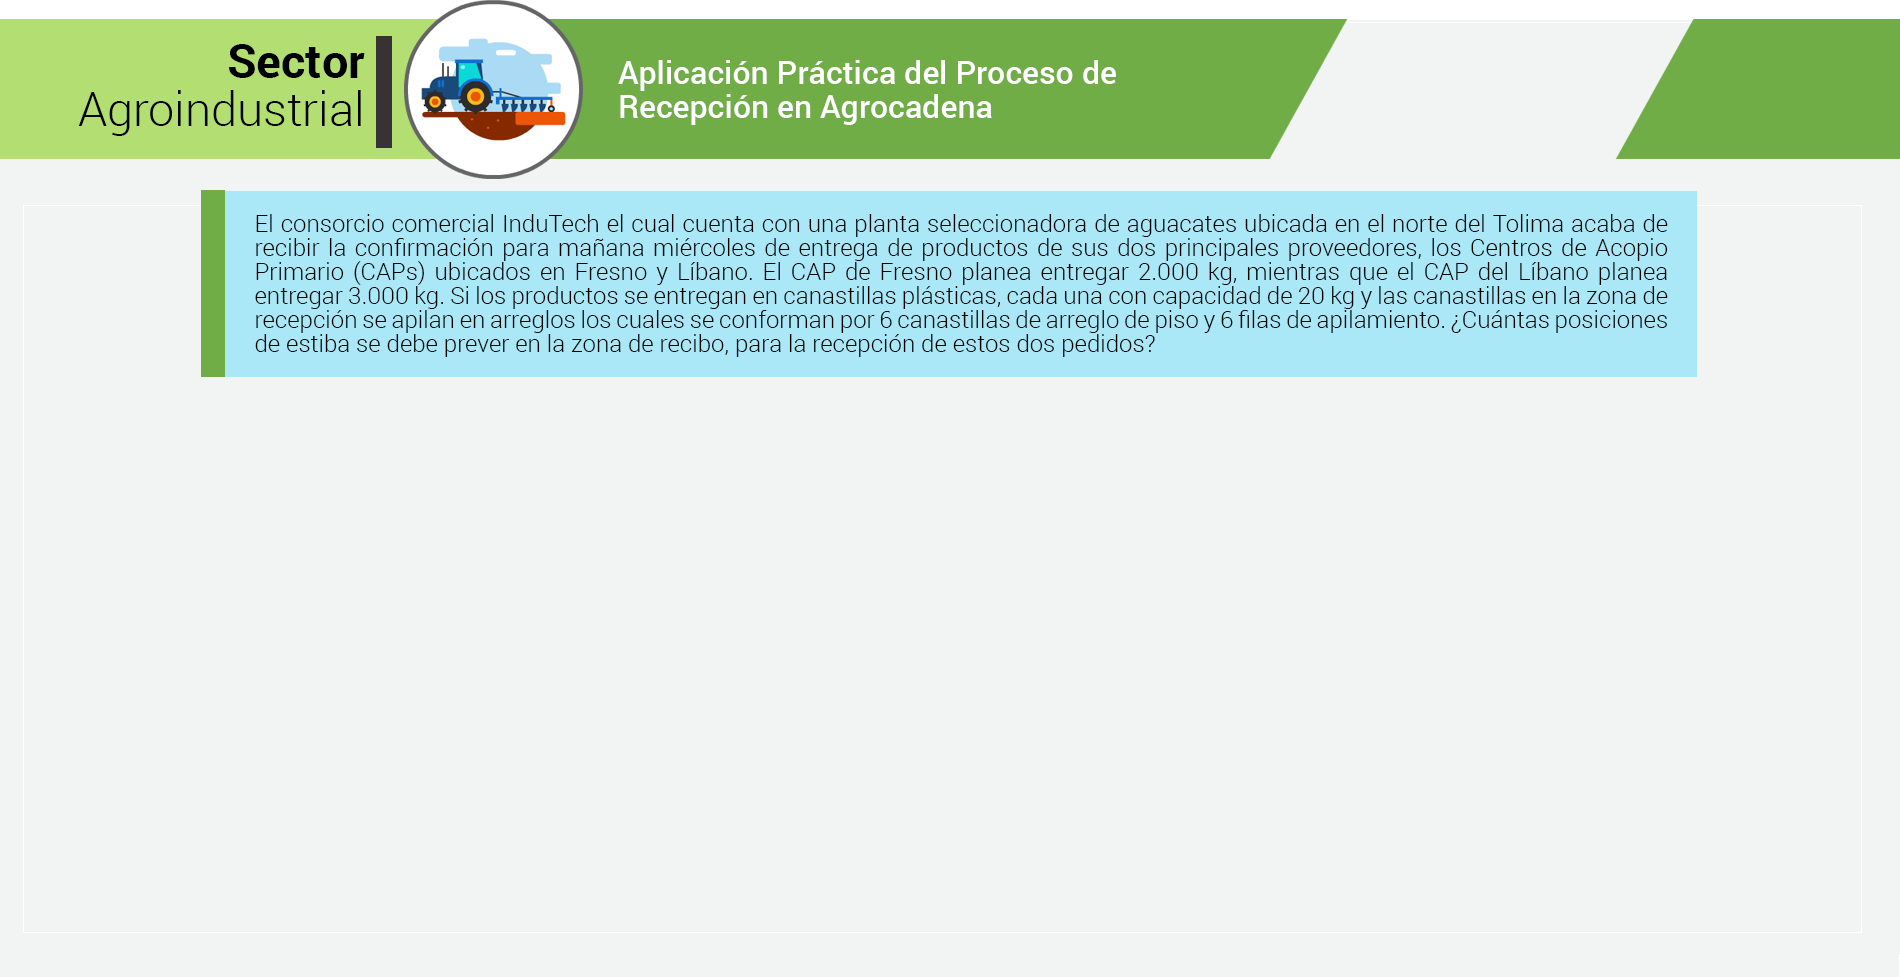 Sector
Agroindustrial
Aplicación Práctica del Proceso de
Recepción en Agrocadena
El consorcio comercial InduTech el cual cuenta con una planta seleccionadora de aguacates ubicada en el norte del Tolima acaba de
recibir la confirmación para mañana miércoles de entrega de productos de sus dos principales proveedores, los Centros de Acopio
Primario (CAPs) ubicados en Fresno y Líbano. El CAP de Fresno planea entregar 2.000 kg, mientras que el CAP del Líbano planea
entregar 3.000 kg. Si los productos se entregan en canastillas plásticas, cada una con capacidad de 20 kg y las canastillas en la zona de
recepción se apilan en arreglos los cuales se conforman por 6 canastillas de arreglo de piso y 6 filas de apilamiento. ¿Cuántas posiciones
de estiba se debe prever en la zona de recibo, para la recepción de estos dos pedidos?